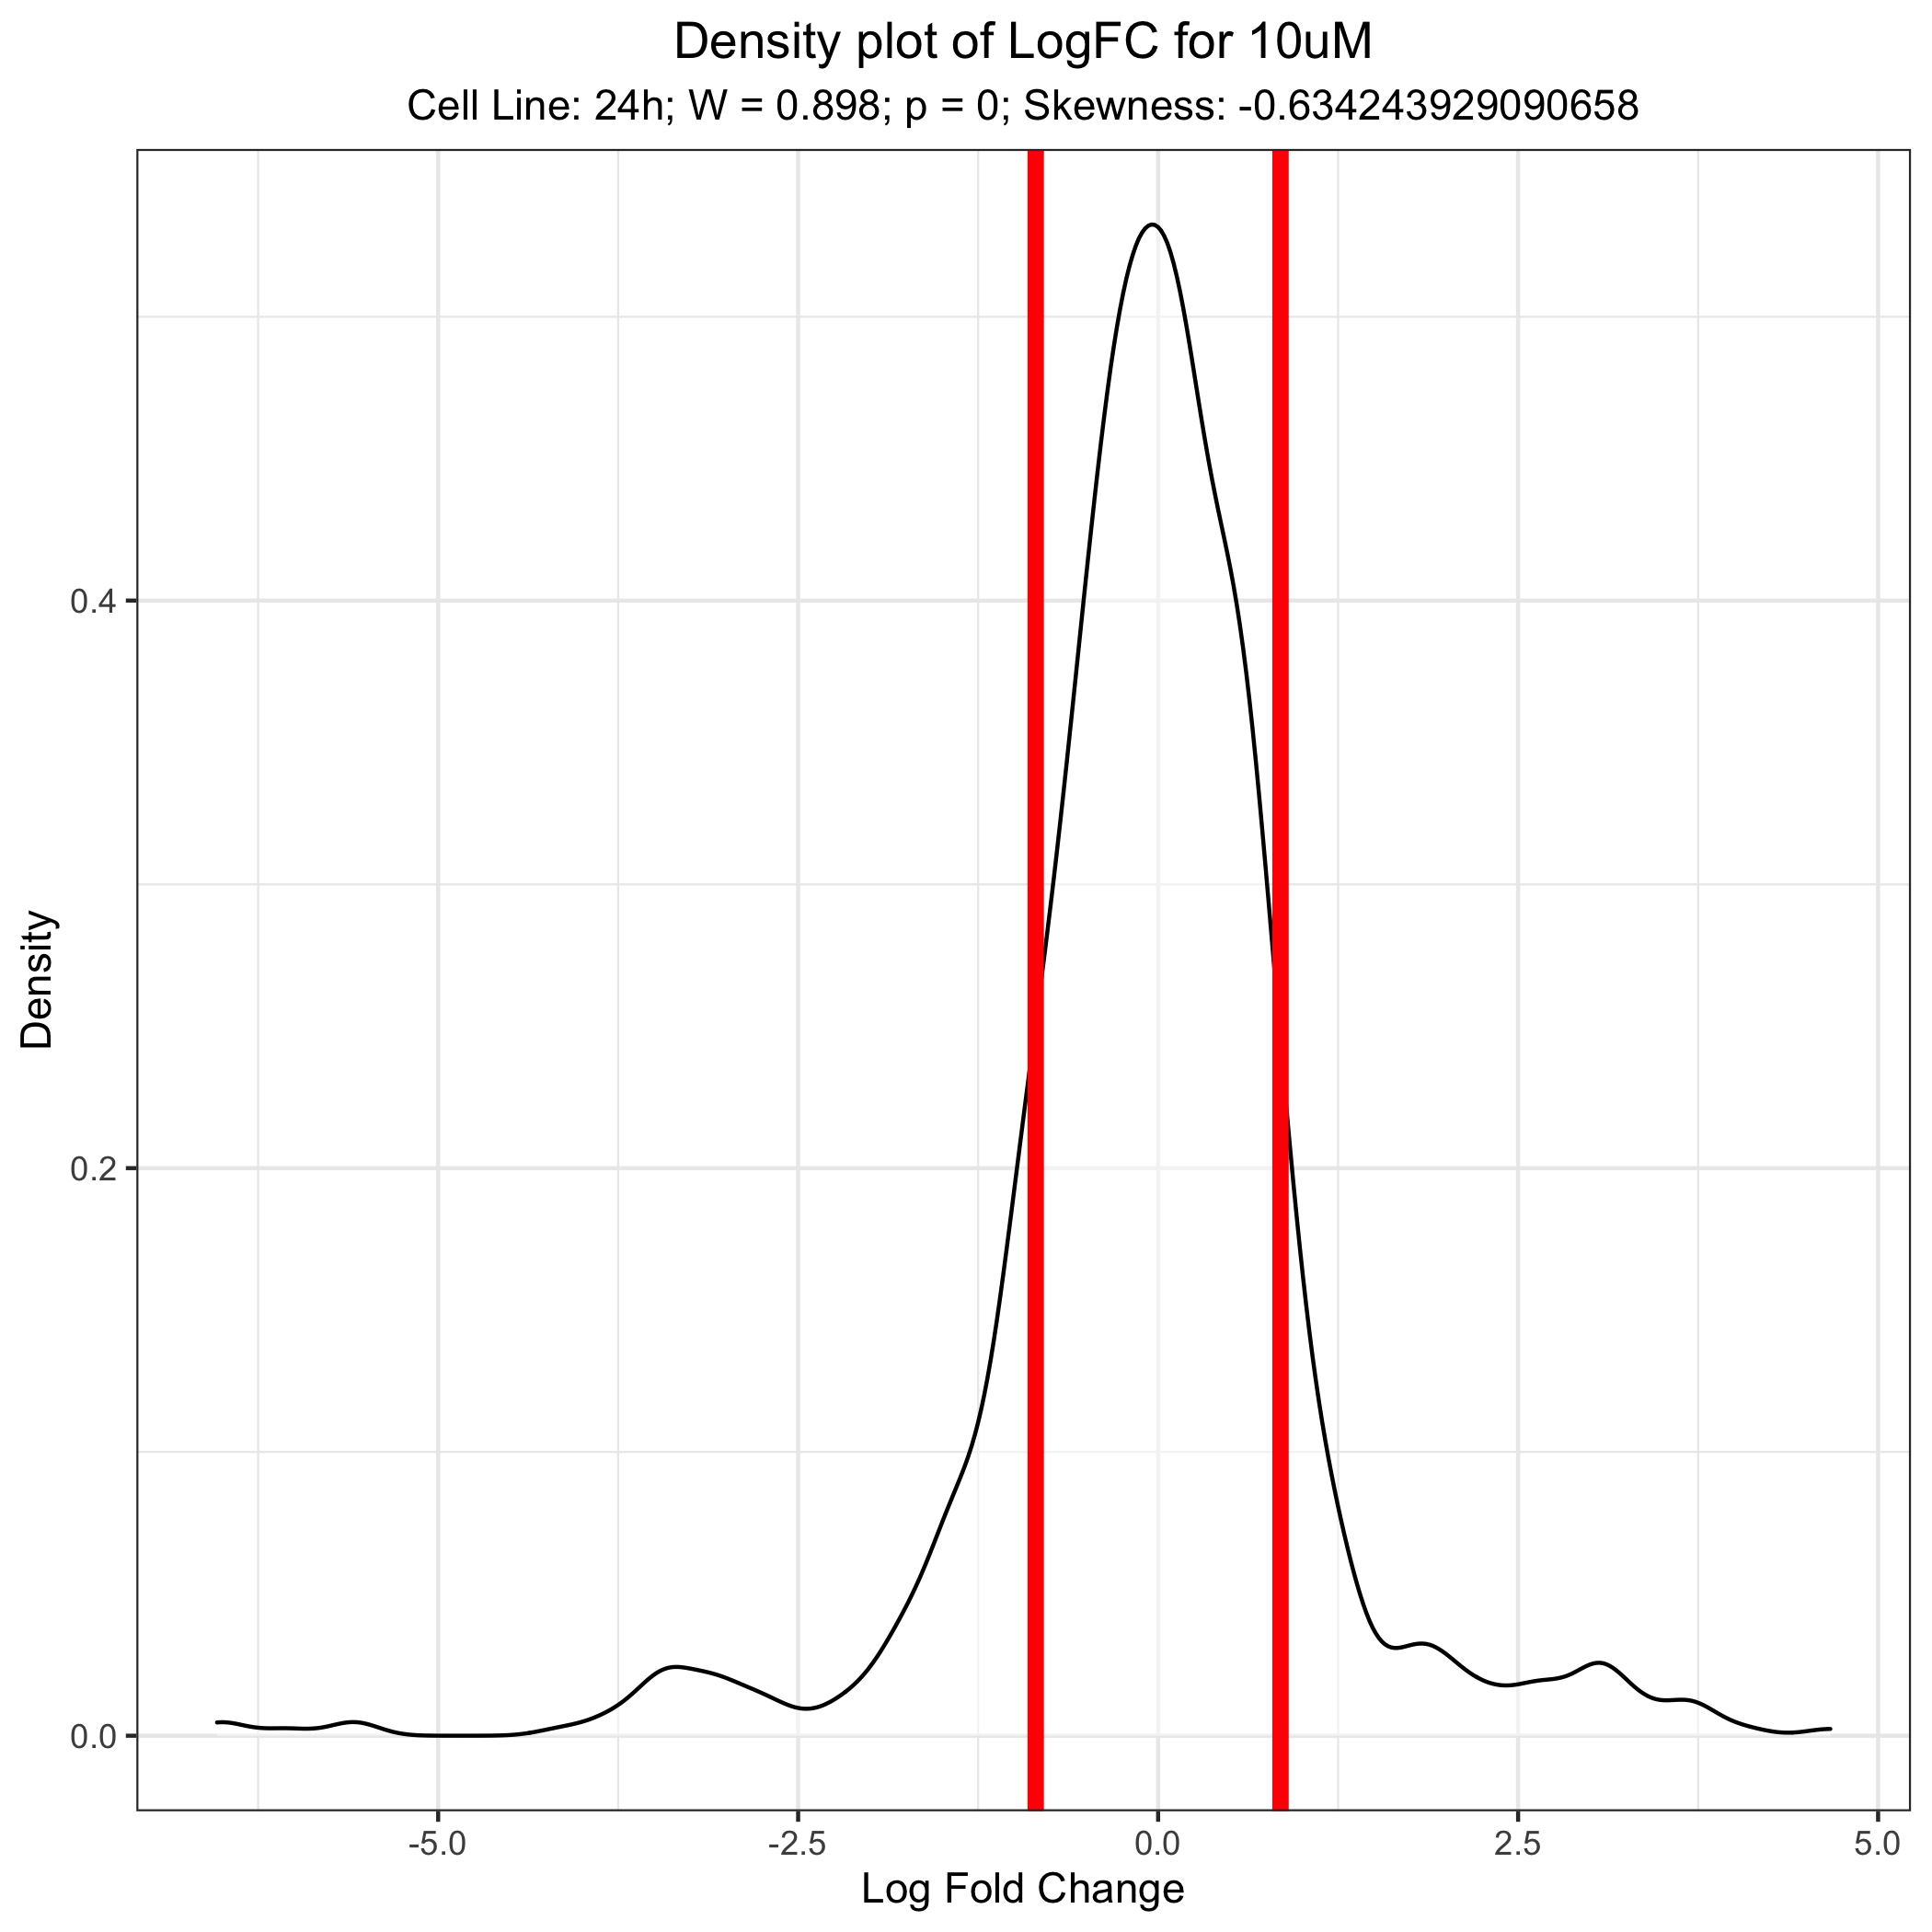 Density plot of LogFC for 10uM
Cell Line: 24h; W = 0.898; p = 0; Skewness: -0.634243929090658
Density
0.4
0.2
0.0
-5.0
-2.5
0.0
2.5
5.0
Log Fold Change